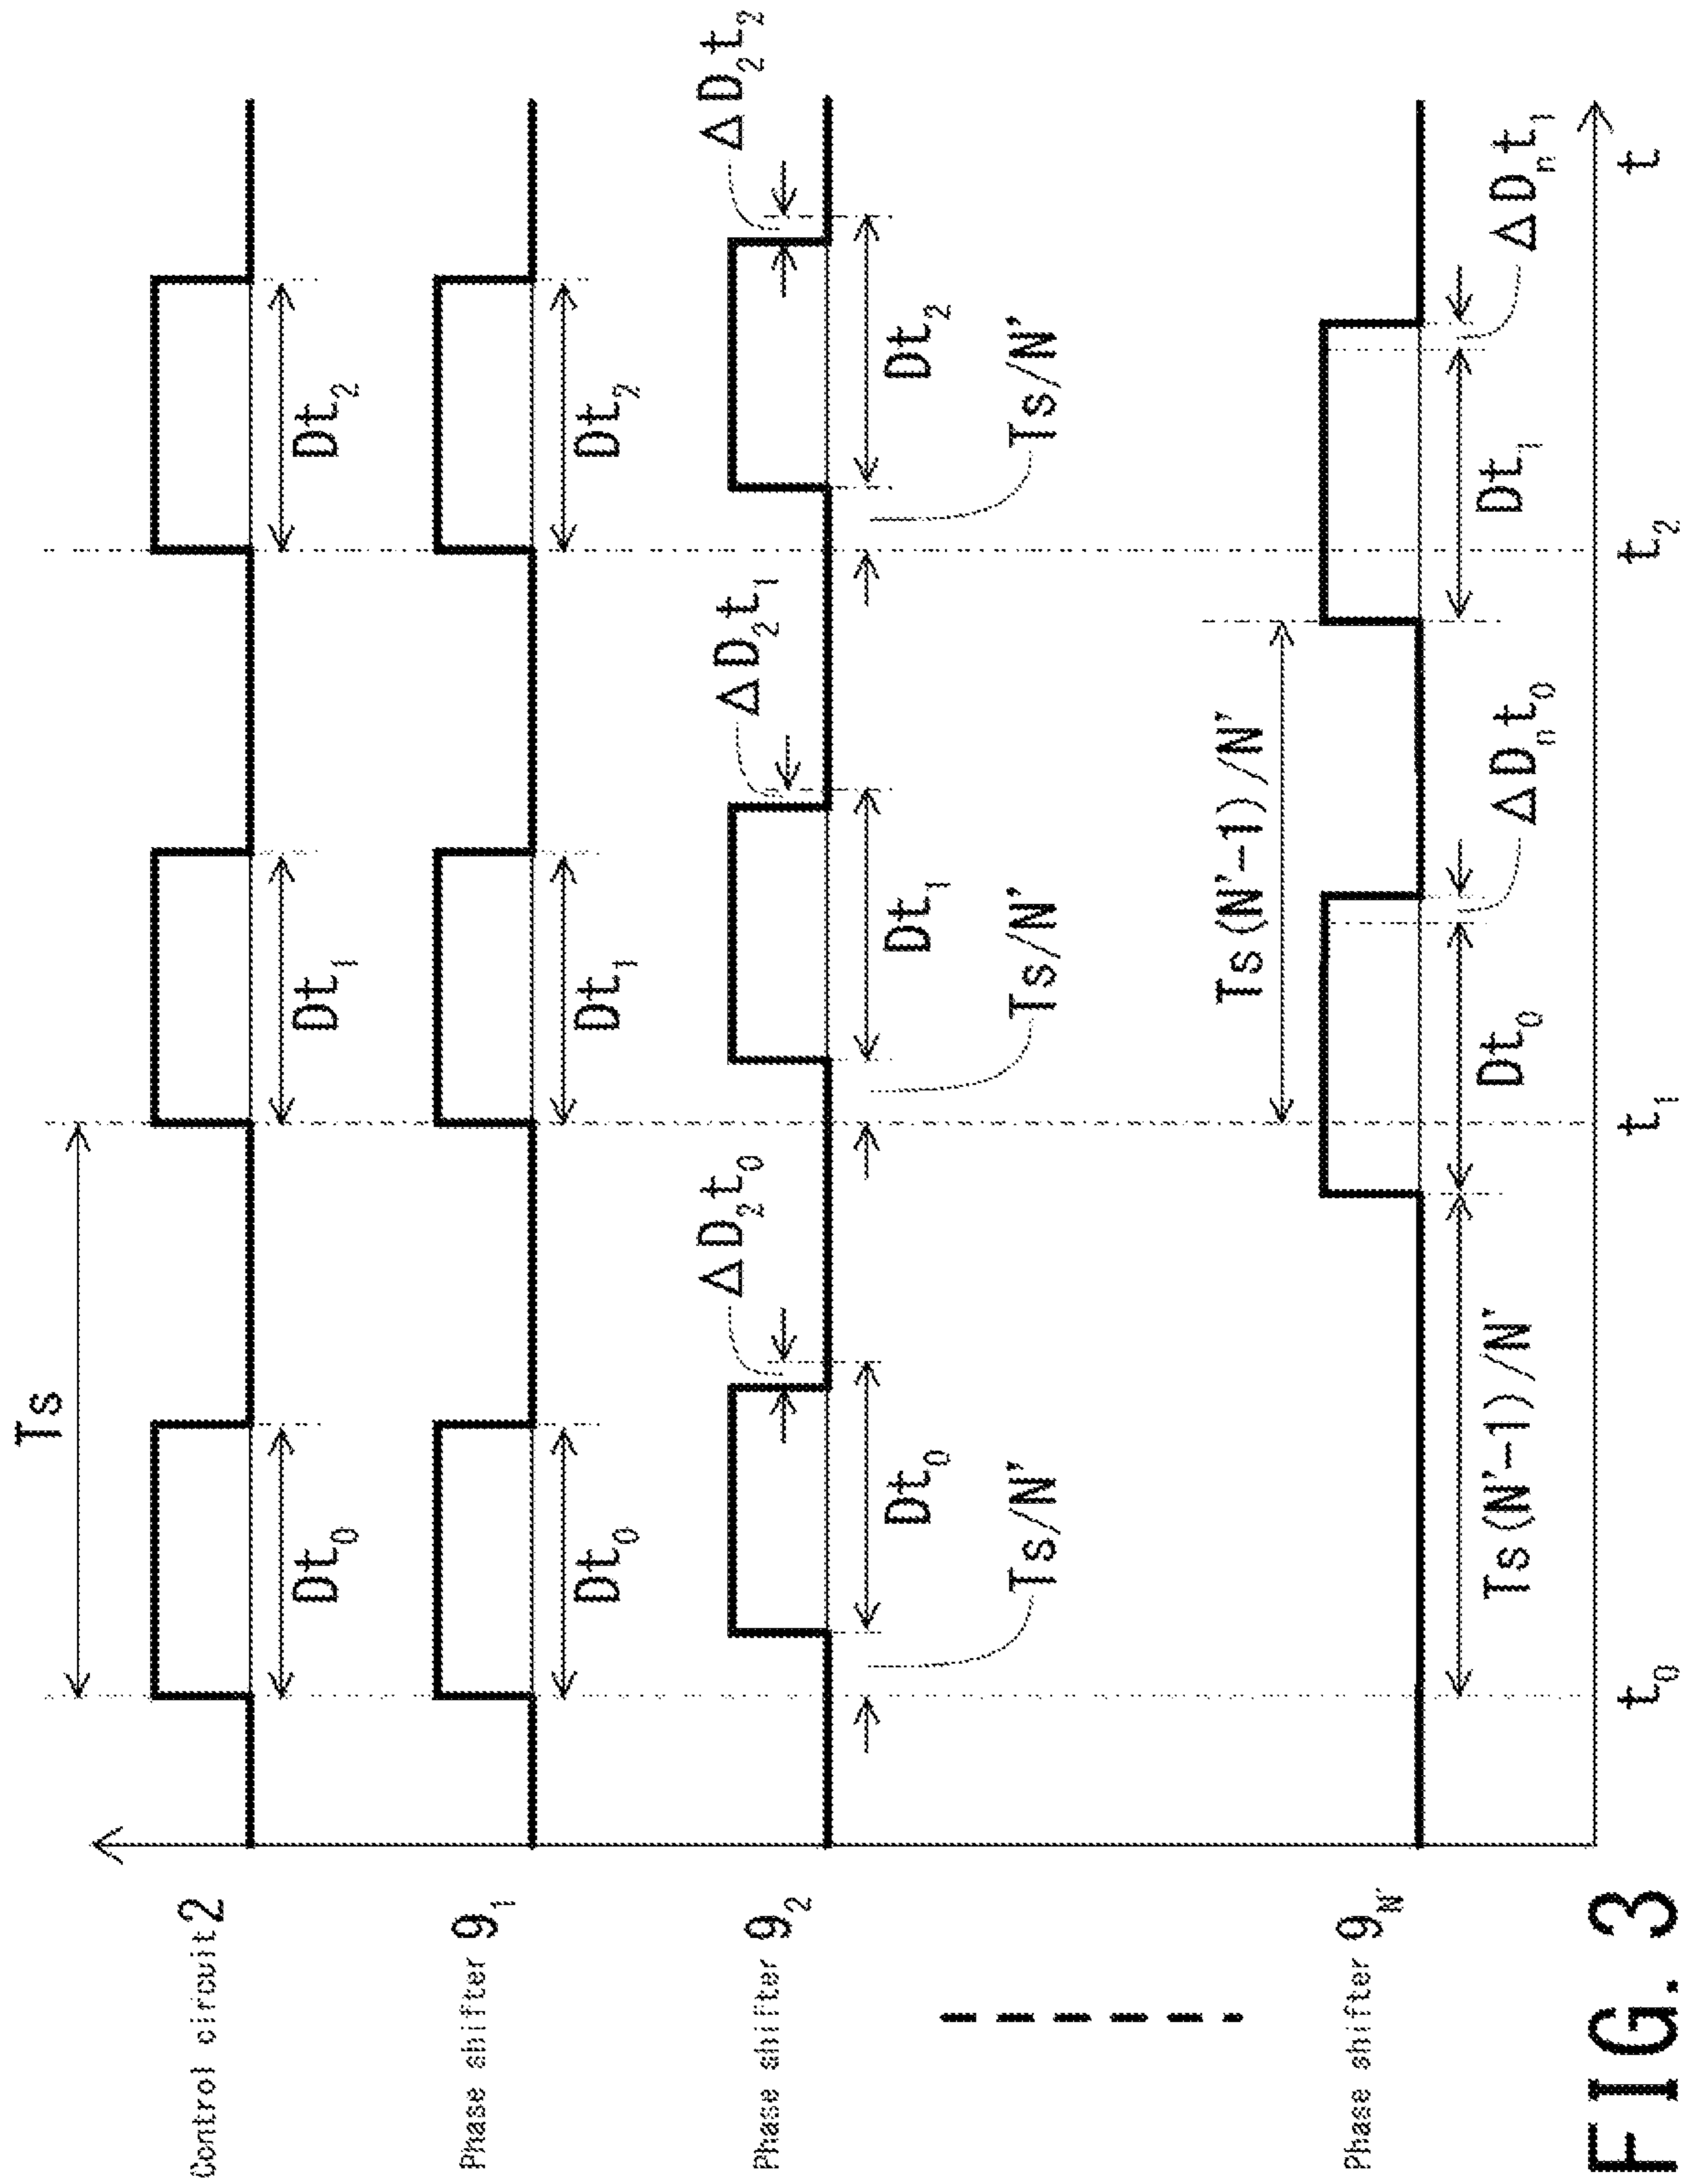 Ts
Control circuit 2
Dt₀ Dt₁ Dt₂
Phase shifter 9₁
Dt₀ Dt₁ Dt₂
ΔD₂t₀ ΔD₂t₁ ΔD₂t₂
Phase shifter 9₂
Dt₀ Dt₁ Dt₂
Ts/N' Ts/N' Ts/N'
Ts(N'-1)/N'
Phase shifter 9N'
Ts(N'-1)/N' Dt₀ ΔDₙt₀ Dt₁ ΔDₙt₁
t₀ t₁ t₂ t
FIG. 3